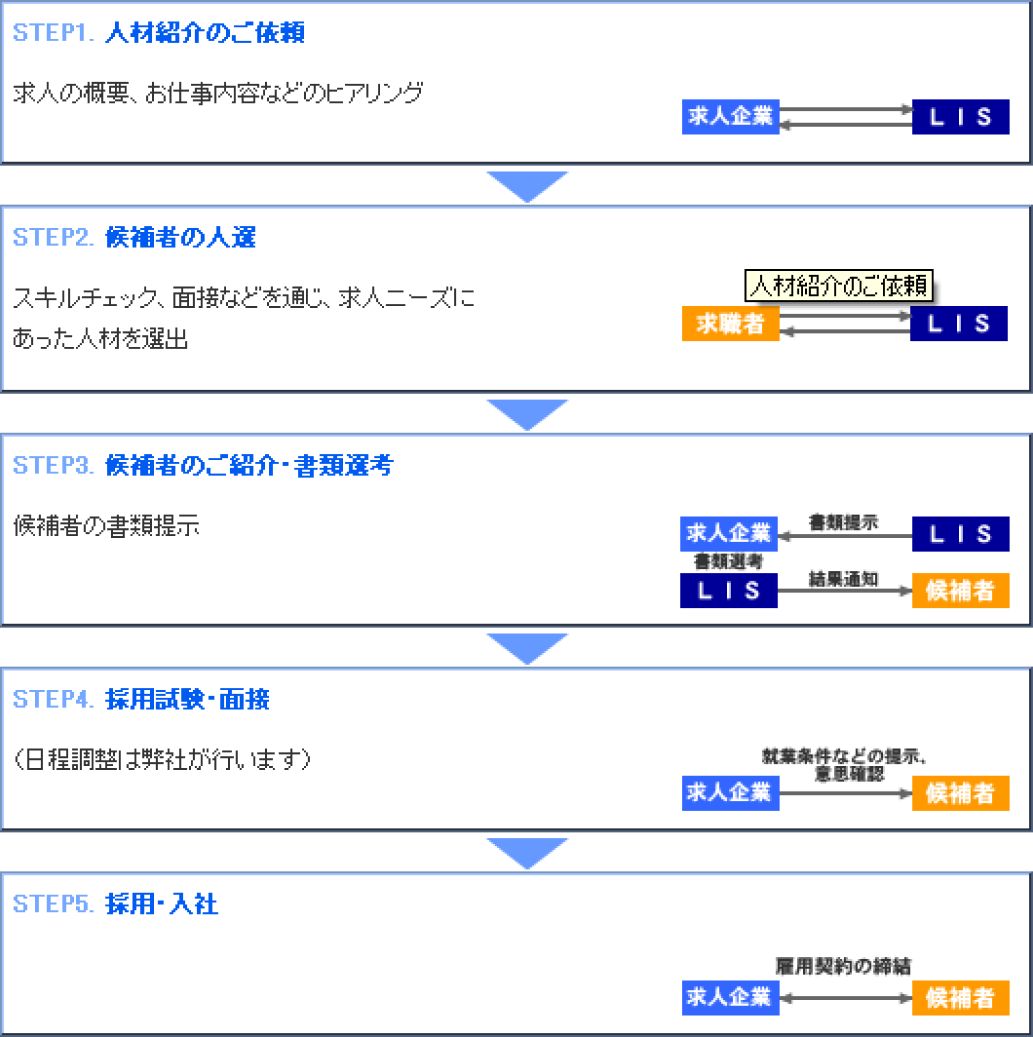 STEP1. 人材紹介のご依頼
求人の概要、お仕事内容などのヒアリング
求人企業
ＬＩＳ
STEP2. 候補者の人選
スキルチェック、面接などを通じ、求人ニーズに
あった人材を選出
人材紹介のご依頼
求職者
ＬＩＳ
STEP3. 候補者のご紹介・書類選考
候補者の書類提示
求人企業
書類提示
ＬＩＳ
書類選考
ＬＩＳ
結果通知
候補者
STEP4. 採用試験・面接
（日程調整は弊社が行います）
就業条件などの提示、
意思確認
求人企業
候補者
STEP5. 採用・入社
雇用契約の締結
求人企業
候補者